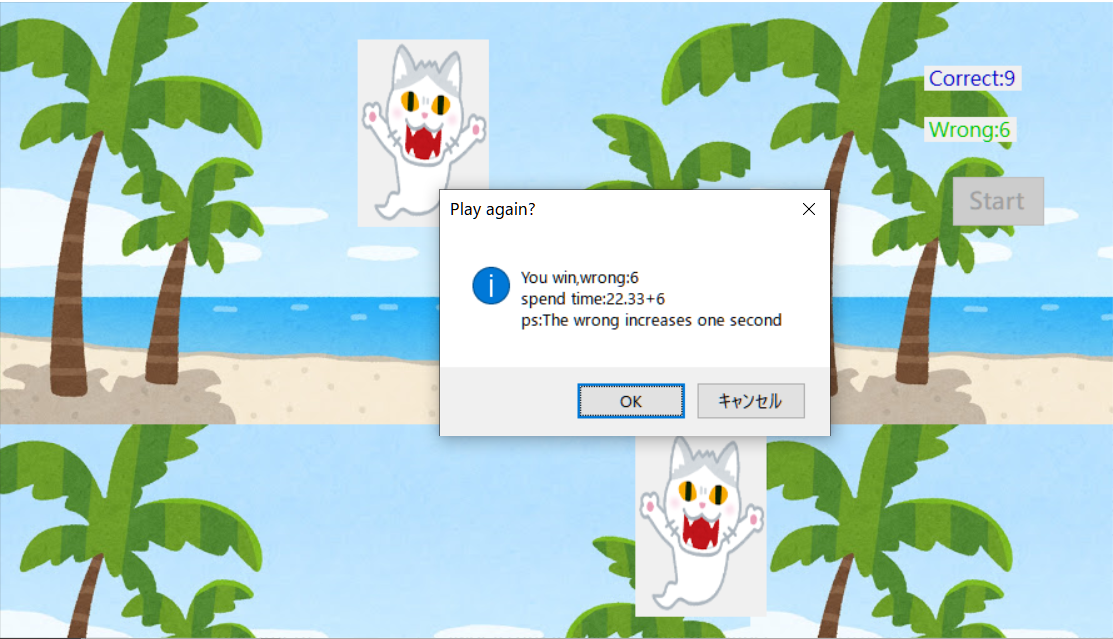 Correct:9
Wrong:6
Start
Play again?
You win,wrong:6
spend time:22.33+6
ps:The wrong increases one second
OK
キャンセル